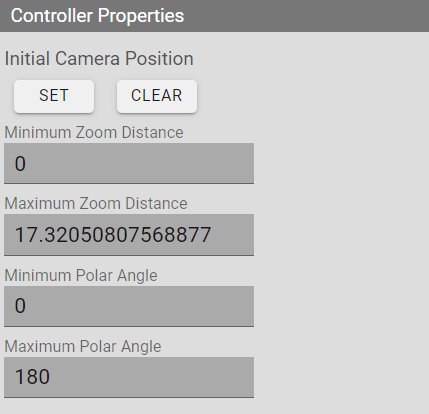 Controller Properties
Initial Camera Position
SET CLEAR
Minimum Zoom Distance
0
Maximum Zoom Distance
17.32050807568877
Minimum Polar Angle
0
Maximum Polar Angle
180